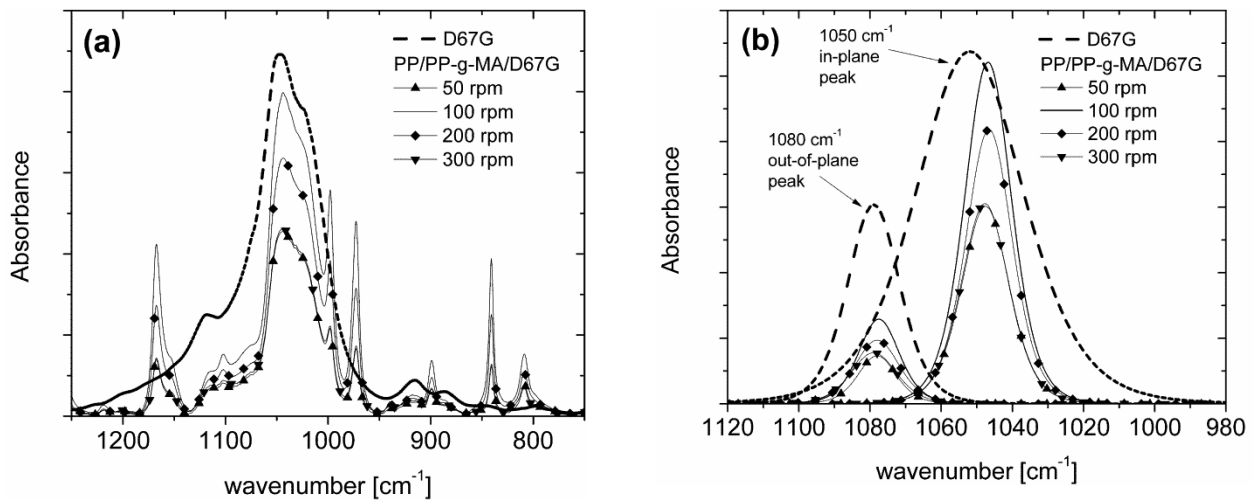 (a)
D67G
PP/PP-g-MA/D67G
50 rpm
100 rpm
200 rpm
300 rpm
Absorbance
1200
1100
1000
900
800
wavenumber [cm⁻¹]
(b)
1050 cm⁻¹
in-plane
peak
1080 cm⁻¹
out-of-plane
peak
D67G
PP/PP-g-MA/D67G
50 rpm
100 rpm
200 rpm
300 rpm
Absorbance
1120
1100
1080
1060
1040
1020
1000
980
wavenumber [cm⁻¹]